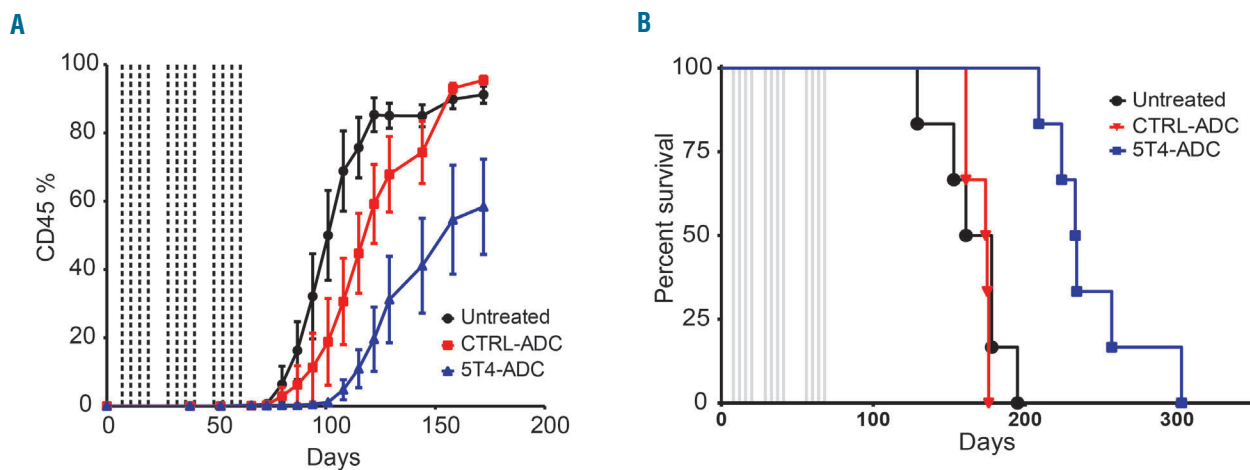 A
100
80
60
40
20
0
CD45 %
0
50
100
150
200
Days
Untreated
CTRL-ADC
5T4-ADC
B
100
75
50
25
0
Percent survival
100
200
300
Days
Untreated
CTRL-ADC
5T4-ADC